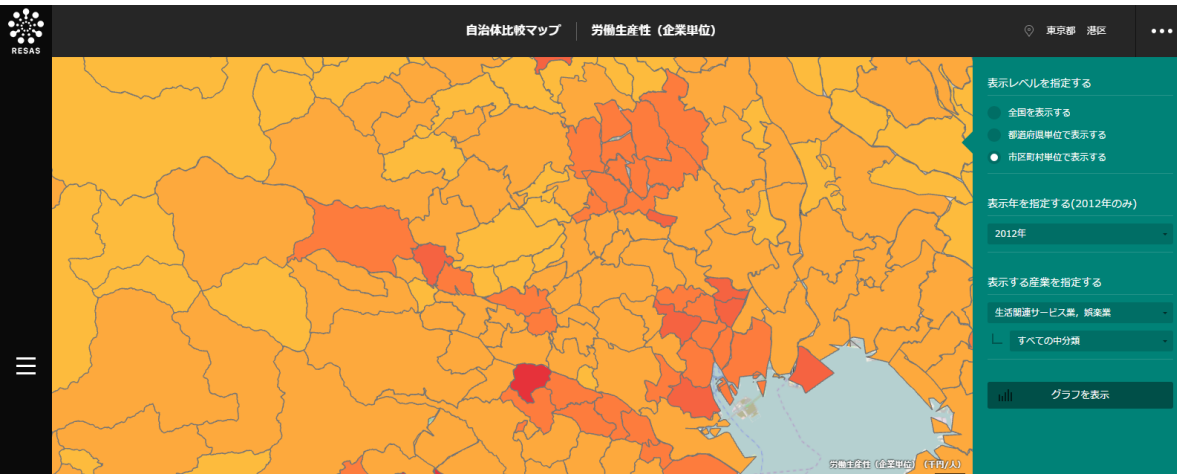 RESAS
自治体比較マップ
労働生産性（企業単位）
東京都 港区
表示レベルを指定する
全国を表示する
都道府県単位で表示する
市区町村単位で表示する
表示年を指定する(2012年のみ)
2012年
表示する産業を指定する
生活関連サービス業，娯楽業
すべての中分類
グラフを表示
労働生産性（企業単位）（千円/人）